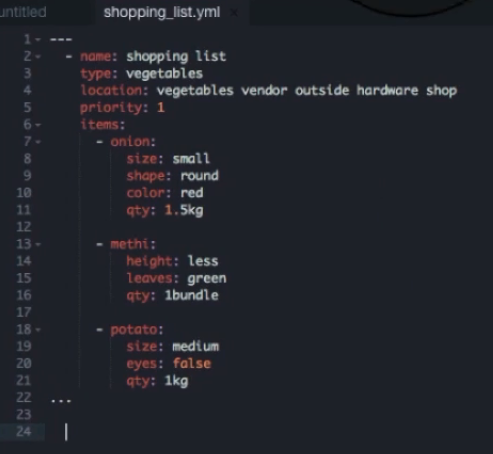 untitled shopping_list.yml ×
1 ---
2 - name: shopping list
3 type: vegetables
4 location: vegetables vendor outside hardware shop
5 priority: 1
6 items:
7 - onion:
8 size: small
9 shape: round
10 color: red
11 qty: 1.5kg
12
13 - methi:
14 height: less
15 leaves: green
16 qty: 1bundle
17
18 - potato:
19 size: medium
20 eyes: false
21 qty: 1kg
22 ...
23
24